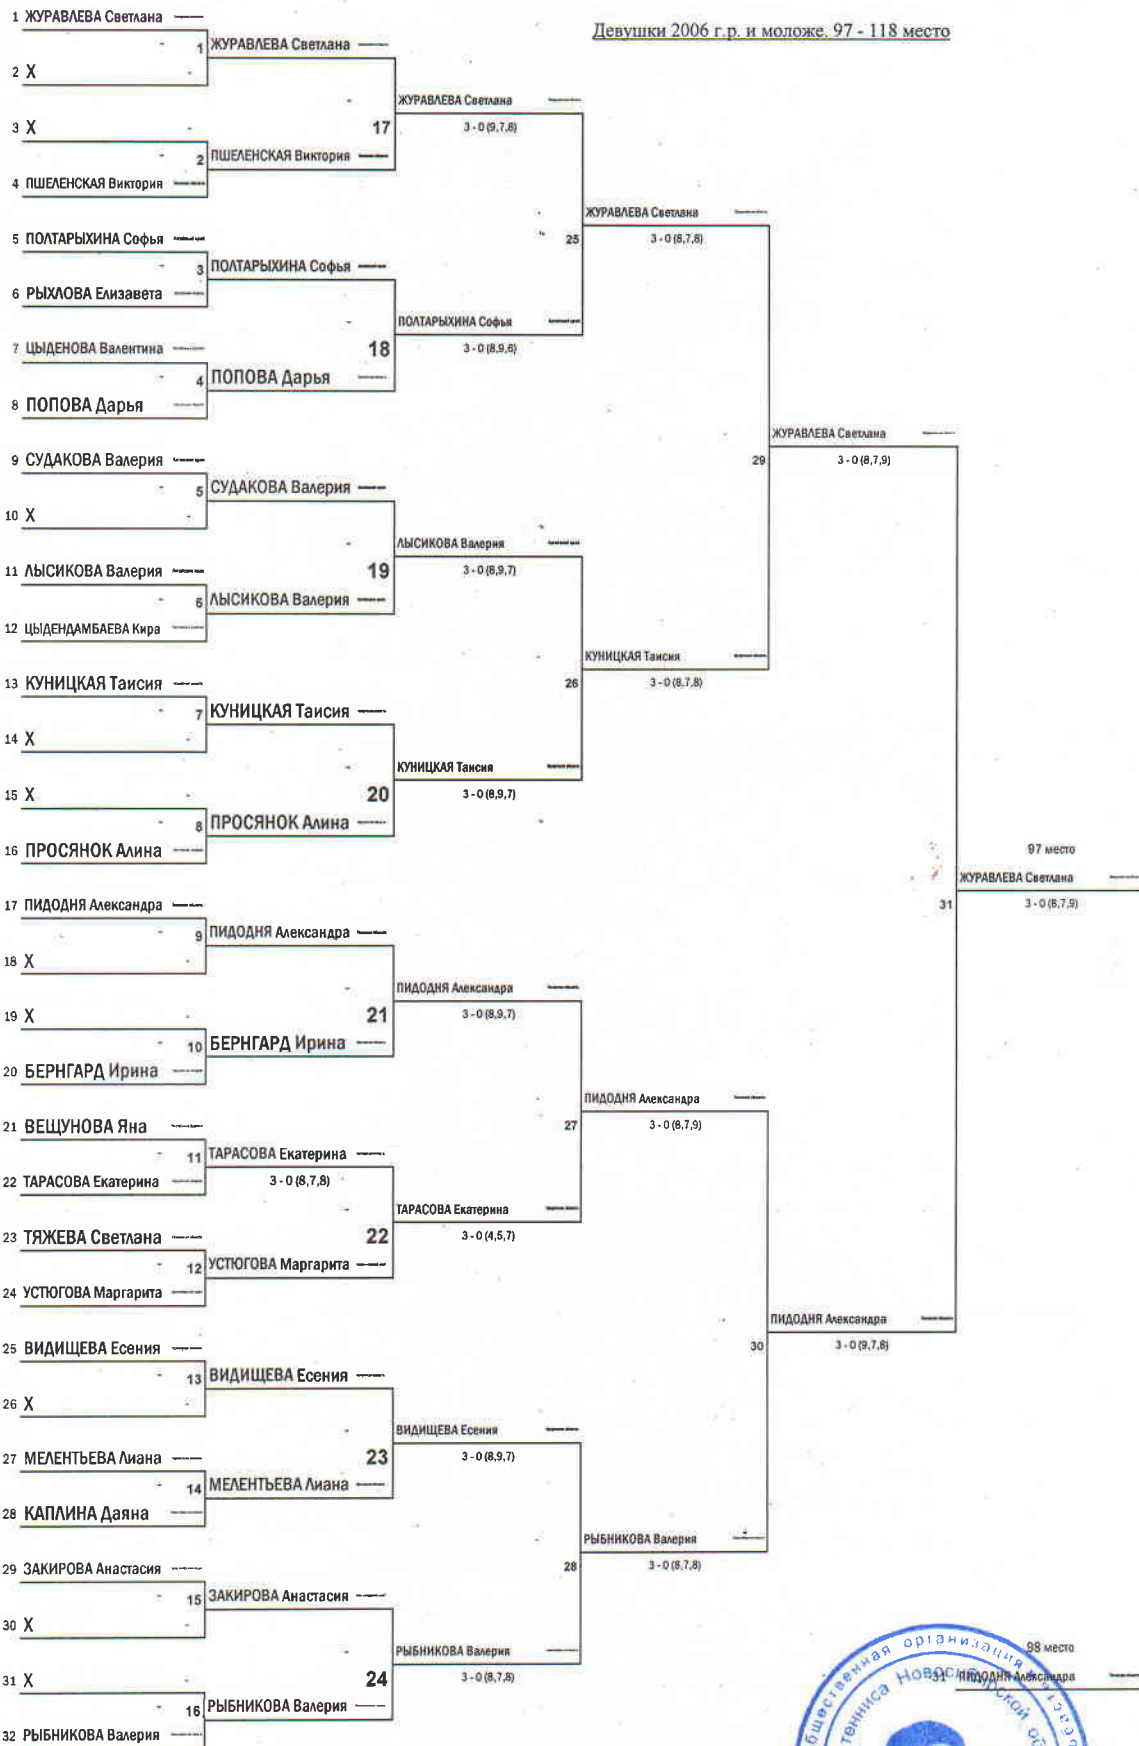 Девушки 2006 г.р. и моложе. 97 - 118 место
1 ЖУРАВЛЕВА Светлана
1 ЖУРАВЛЕВА Светлана
2 X
ЖУРАВЛЕВА Светлана
3 X
17
3 - 0 (9,7,8)
2 ПШЕЛЕНСКАЯ Виктория
4 ПШЕЛЕНСКАЯ Виктория
ЖУРАВЛЕВА Светлана
5 ПОЛТАРЫХИНА Софья
25
3 - 0 (8,7,8)
3 ПОЛТАРЫХИНА Софья
6 РЫХЛОВА Елизавета
ПОЛТАРЫХИНА Софья
7 ЦЫДЕНОВА Валентина
18
3 - 0 (8,9,6)
4 ПОПОВА Дарья
8 ПОПОВА Дарья
ЖУРАВЛЕВА Светлана
9 СУДАКОВА Валерия
29
3 - 0 (8,7,9)
5 СУДАКОВА Валерия
10 X
ЛЫСИКОВА Валерия
11 ЛЫСИКОВА Валерия
19
3 - 0 (8,9,7)
6 ЛЫСИКОВА Валерия
12 ЦЫДЕНДАМБАЕВА Кира
КУНИЦКАЯ Таисия
13 КУНИЦКАЯ Таисия
26
3 - 0 (8,7,8)
7 КУНИЦКАЯ Таисия
14 X
КУНИЦКАЯ Таисия
15 X
20
3 - 0 (8,9,7)
8 ПРОСЯНОК Алина
16 ПРОСЯНОК Алина
97 место
ЖУРАВЛЕВА Светлана
17 ПИДОДНЯ Александра
31
3 - 0 (8,7,9)
9 ПИДОДНЯ Александра
18 X
ПИДОДНЯ Александра
19 X
21
3 - 0 (8,9,7)
10 БЕРНГАРД Ирина
20 БЕРНГАРД Ирина
ПИДОДНЯ Александра
21 ВЕЩУНОВА Яна
27
3 - 0 (8,7,9)
11 ТАРАСОВА Екатерина
22 ТАРАСОВА Екатерина
3 - 0 (8,7,8)
ТАРАСОВА Екатерина
23 ТЯЖЕВА Светлана
22
3 - 0 (4,5,7)
12 УСТЮГОВА Маргарита
24 УСТЮГОВА Маргарита
ПИДОДНЯ Александра
25 ВИДИЩЕВА Есения
30
3 - 0 (9,7,8)
13 ВИДИЩЕВА Есения
26 X
ВИДИЩЕВА Есения
27 МЕЛЕНТЬЕВА Лиана
23
3 - 0 (8,9,7)
14 МЕЛЕНТЬЕВА Лиана
28 КАПЛИНА Даяна
РЫБНИКОВА Валерия
29 ЗАКИРОВА Анастасия
28
3 - 0 (8,7,8)
15 ЗАКИРОВА Анастасия
30 X
РЫБНИКОВА Валерия
98 место
31 X
24
3 - 0 (8,7,8)
31 ПИДОДНЯ Александра
16 РЫБНИКОВА Валерия
32 РЫБНИКОВА Валерия
общественная организация
тенниса Новосибирской